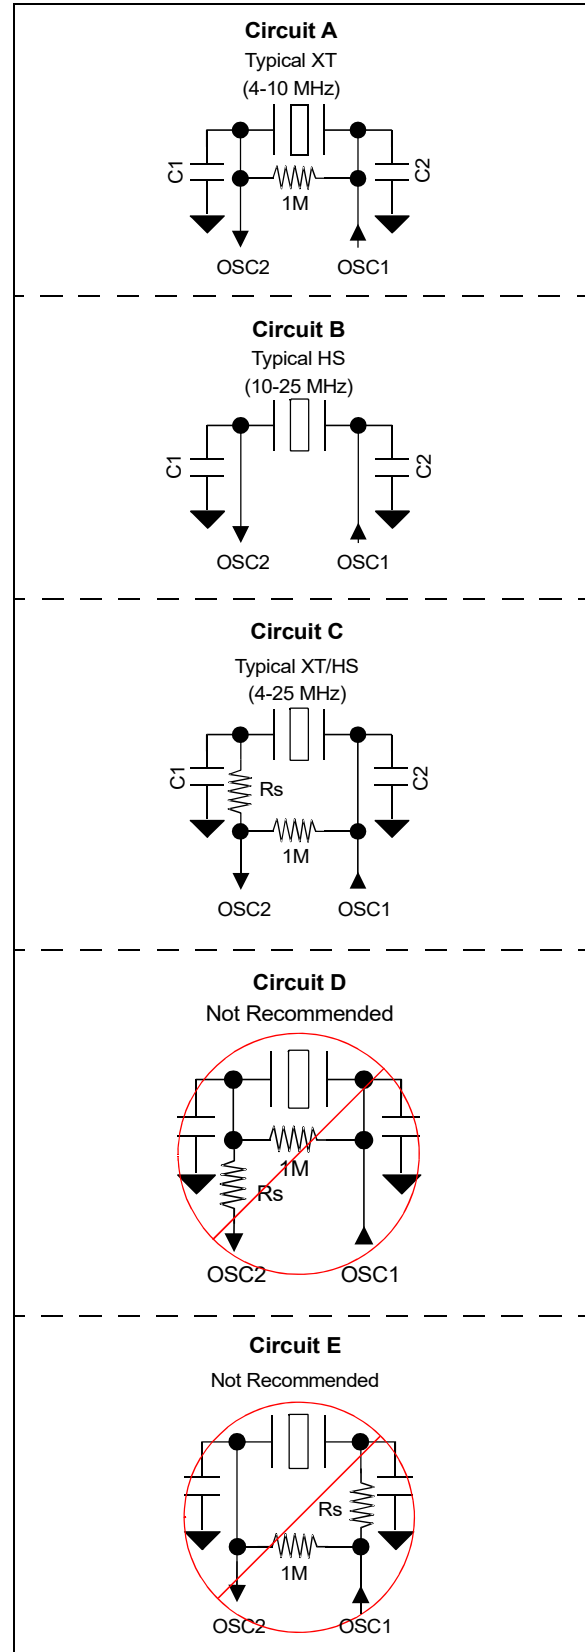 Circuit A
Typical XT
(4-10 MHz)
C1
C2
1M
OSC2 OSC1
Circuit B
Typical HS
(10-25 MHz)
C1
C2
OSC2 OSC1
Circuit C
Typical XT/HS
(4-25 MHz)
C1
Rs
C2
1M
OSC2 OSC1
Circuit D
Not Recommended
1M
Rs
OSC2 OSC1
Circuit E
Not Recommended
Rs
1M
OSC2 OSC1